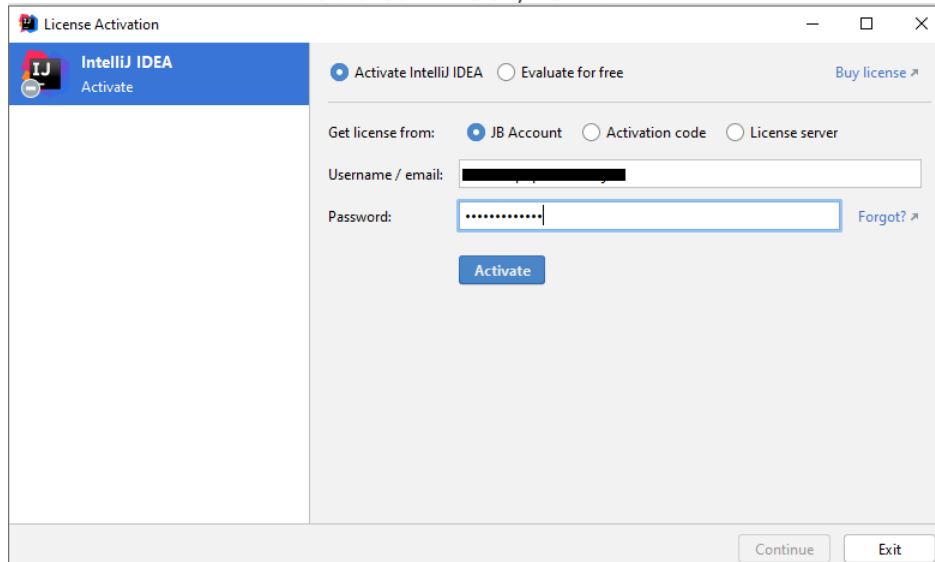 License Activation
IJ
IntelliJ IDEA
Activate
Activate IntelliJ IDEA Evaluate for free Buy license
Get license from: JB Account Activation code License server
Username / email:
Password: ••••••••••••• Forgot?
Activate
Continue Exit